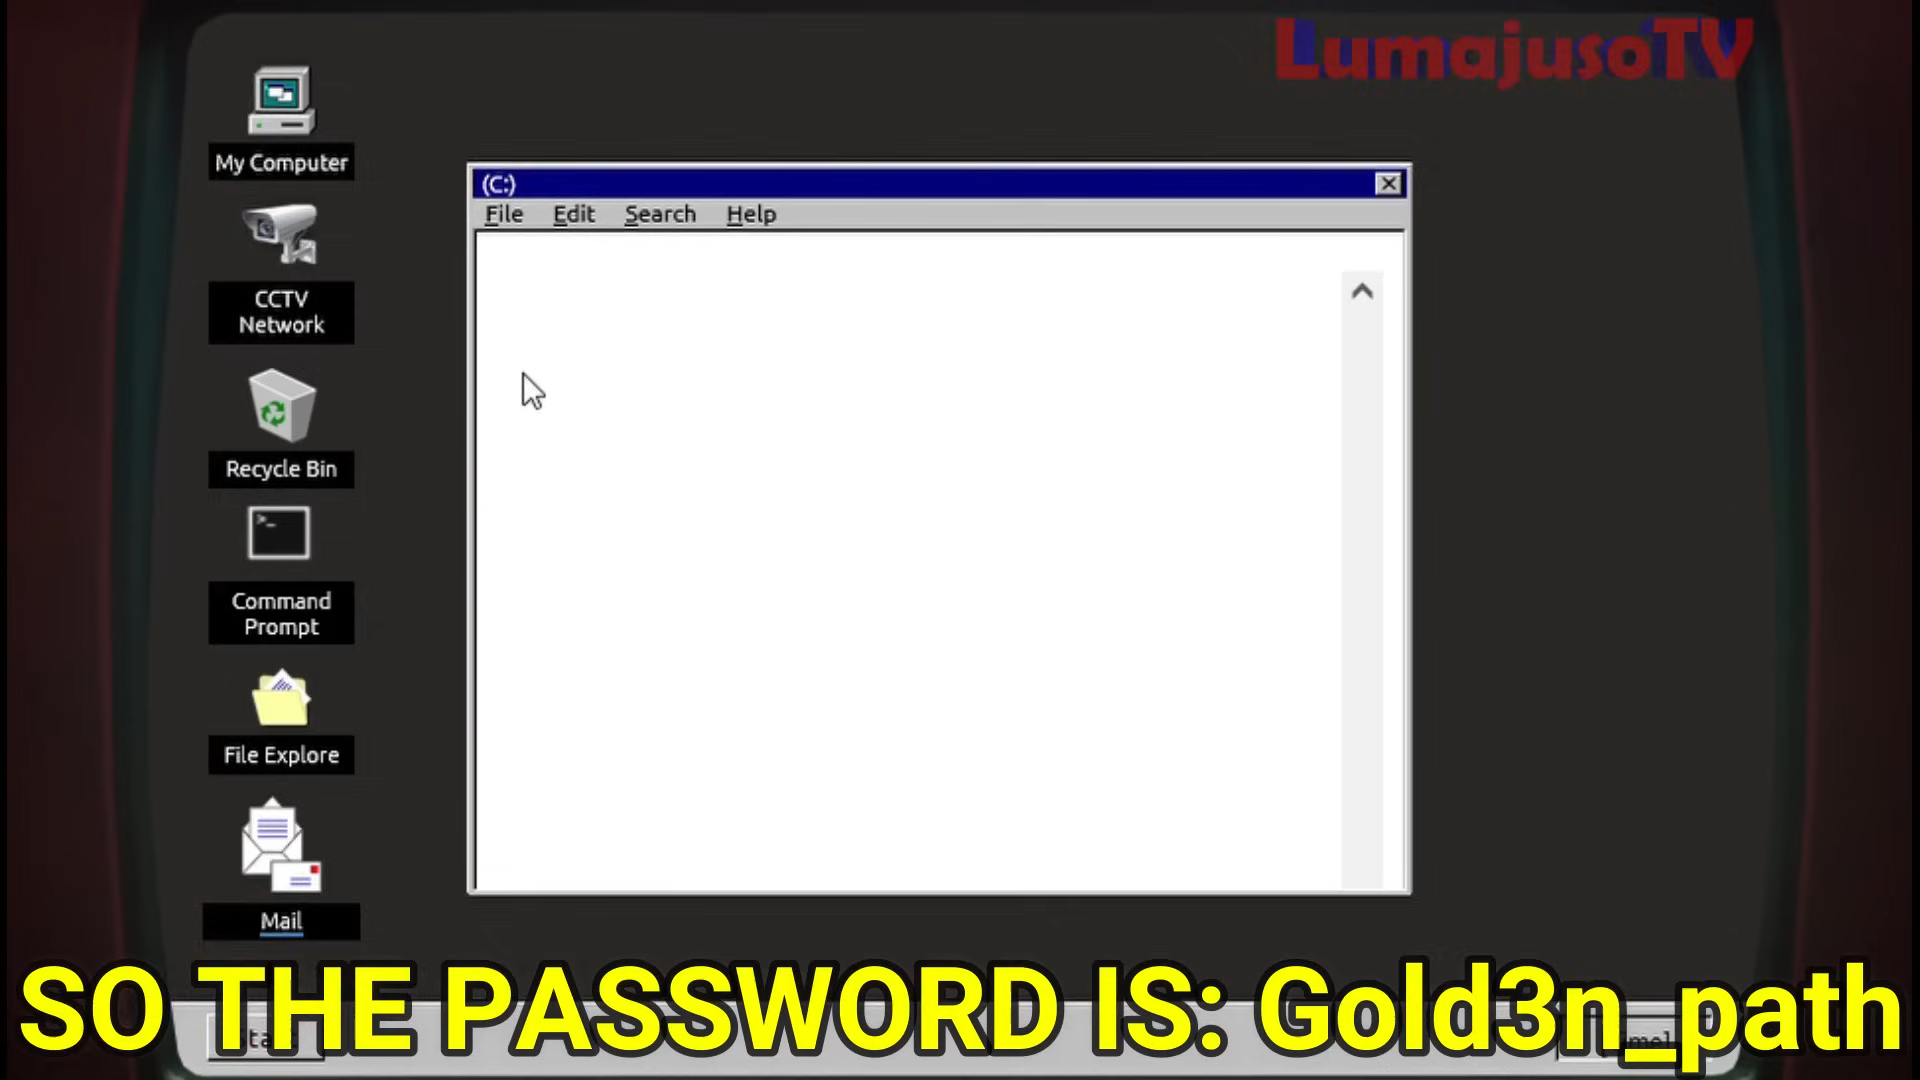 LumajusoTV
My Computer
(C:)
File Edit Search Help
CCTV
Network
Recycle Bin
Command
Prompt
File Explore
Mail
SO THE PASSWORD IS: Gold3n_path